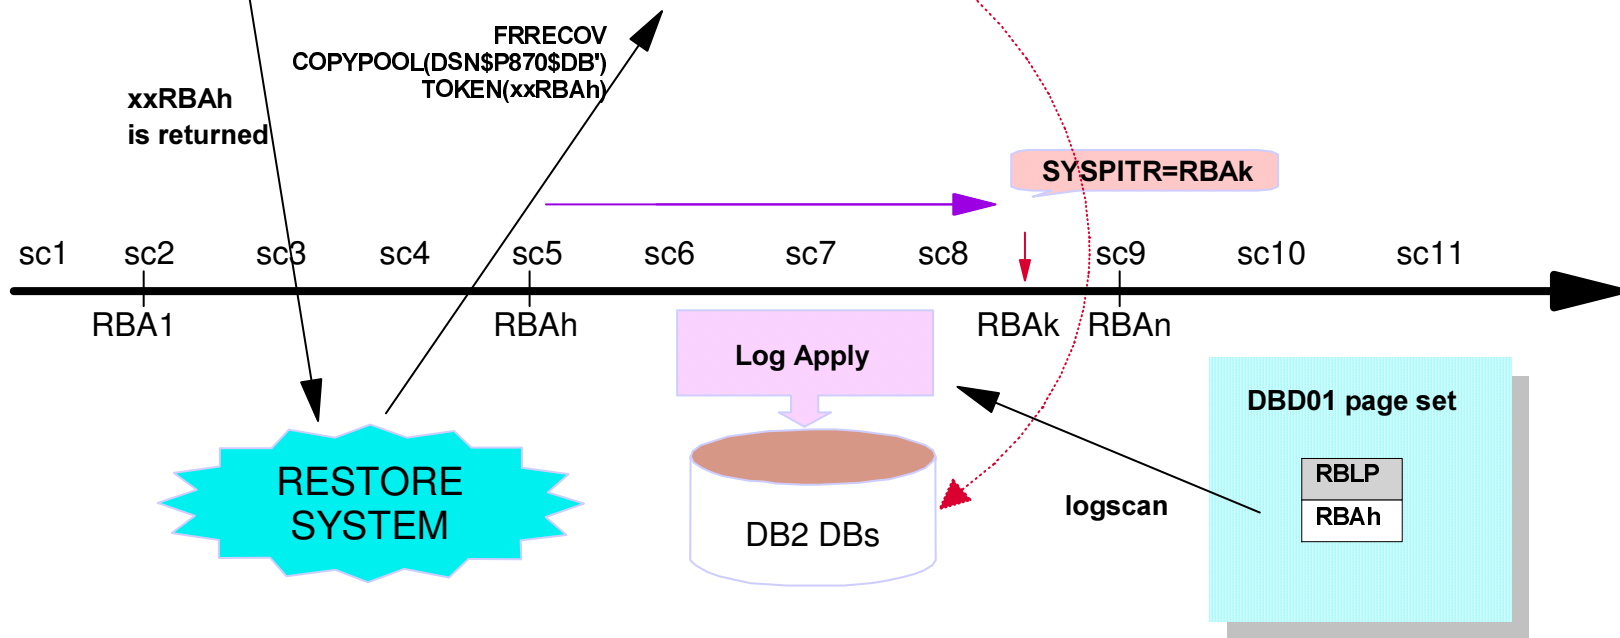 FRRECOV
COPYPOOL(DSN$P870$DB')
TOKEN(xxRBAh)
xxRBAh
is returned
SYSPITR=RBAk
sc1 sc2 sc3 sc4 sc5 sc6 sc7 sc8 sc9 sc10 sc11
RBA1 RBAh RBAk RBAn
Log Apply
DBD01 page set
RBLP
RBAh
logscan
RESTORE
SYSTEM
DB2 DBs